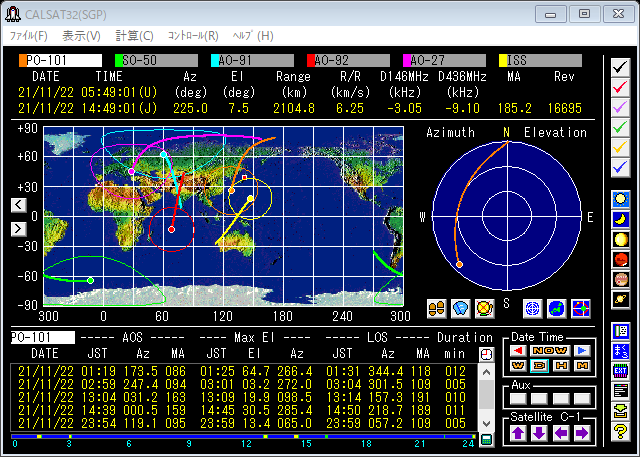 CALSAT32(SGP)
ﾌｧｲﾙ(F) 表示(V) 計算(C) ｺﾝﾄﾛｰﾙ(R) ﾍﾙﾌﾟ(H)
PO-101 SO-50 AO-91 AO-92 AO-27 ISS
DATE TIME Az El Range R/R D146MHz D436MHz MA Rev
(deg) (deg) (km) (km/s) (kHz) (kHz)
21/11/22 05:49:01(U)
21/11/22 14:49:01(J) 225.0 7.5 2104.8 6.25 -3.05 -9.10 185.2 16695
+90
+60
+30
0
-30
-60
-90
300 0 60 120 180 240 300
< >
Azimuth N Elevation
W E
S
PO-101 ----- AOS ----- --- Max El --- ----- LOS ----- Duration
DATE JST Az MA JST El Az JST Az MA min
21/11/22 01:19 173.5 086 01:25 64.7 266.4 01:31 344.4 118 012
21/11/22 02:59 247.4 094 03:01 03.2 272.0 03:04 301.5 109 005
21/11/22 13:04 031.2 163 13:09 19.9 098.5 13:14 157.3 191 010
21/11/22 14:39 000.5 159 14:45 30.5 285.4 14:50 218.7 189 011
21/11/22 23:54 119.1 095 23:59 13.4 065.0 23:59 057.2 109 005
0 3 6 9 12 15 18 21 24
Date Time
NOW
W D H M
Aux
Satellite C-1
まぐろ
EXT
?